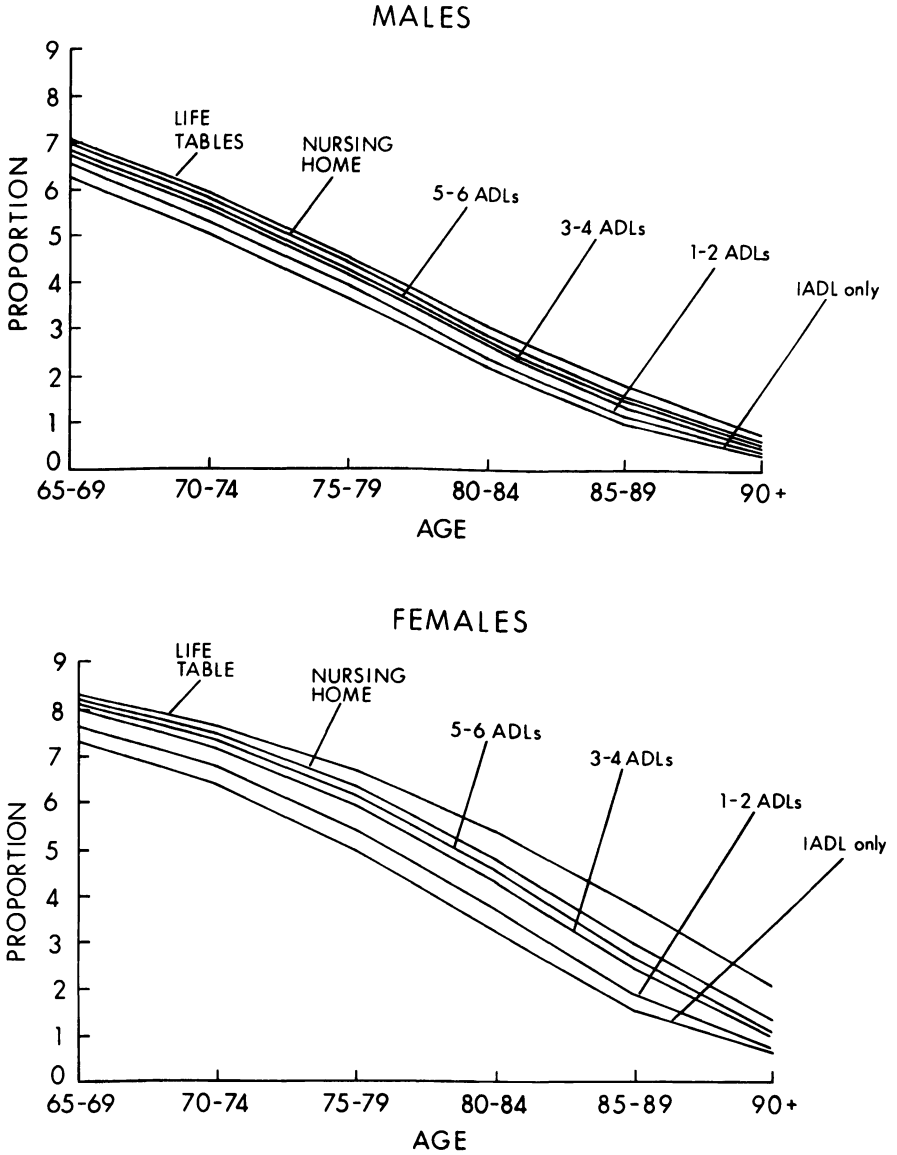 MALES
9
8
7
6
5
4
3
2
1
0
PROPORTION
LIFE
TABLES
NURSING
HOME
5-6 ADLs
3-4 ADLs
1-2 ADLs
IADL only
65-69 70-74 75-79 80-84 85-89 90+
AGE
FEMALES
9
8
7
6
5
4
3
2
1
0
PROPORTION
LIFE
TABLE
NURSING
HOME
5-6 ADLs
3-4 ADLs
1-2 ADLs
IADL only
65-69 70-74 75-79 80-84 85-89 90+
AGE